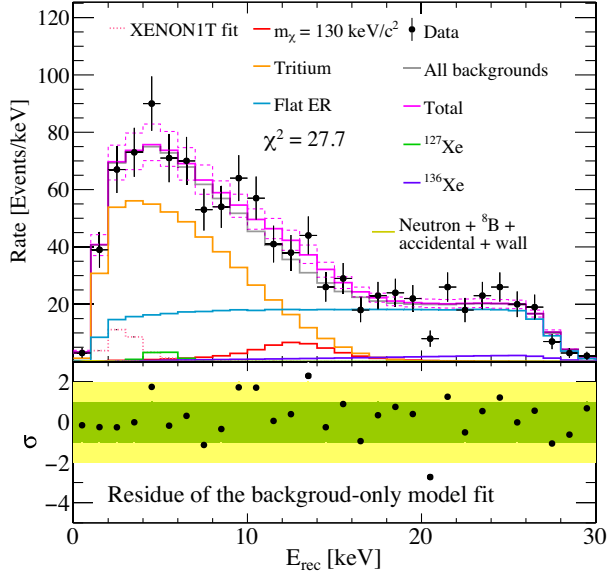 XENON1T fit
m_χ = 130 keV/c²
Data
Tritium
All backgrounds
Flat ER
Total
χ² = 27.7
¹²⁷Xe
¹³⁶Xe
Neutron + ⁸B +
accidental + wall
Rate [Events/keV]
120
100
80
60
40
20
2
0
−2
−4
σ
Residue of the backgroud-only model fit
0
10
20
30
E_rec [keV]